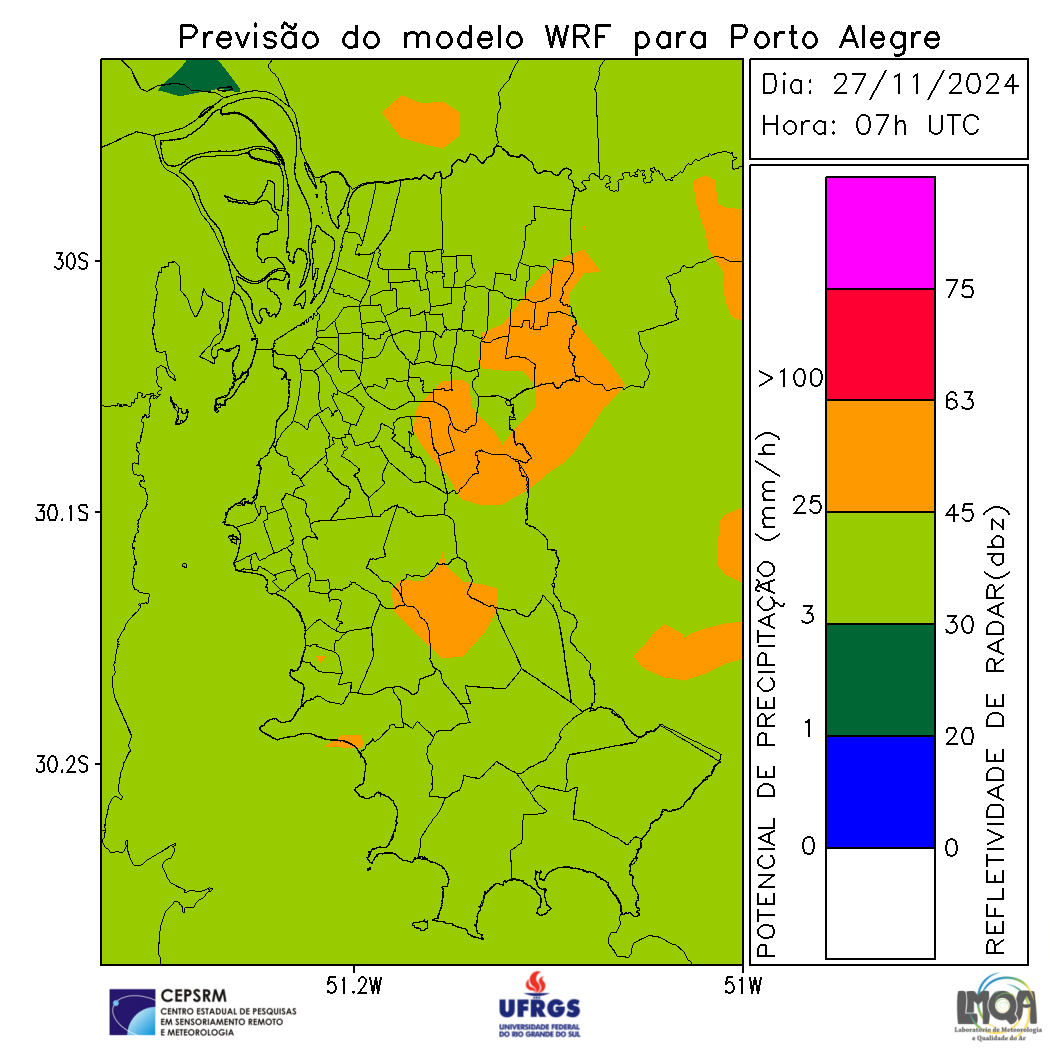 Previsão do modelo WRF para Porto Alegre
Dia: 27/11/2024
Hora: 07h UTC
30S
30.1S
30.2S
51.2W
51W
POTENCIAL DE PRECIPITAÇÃO (mm/h)
>100
25
3
1
0
75
63
45
30
20
0
REFLETIVIDADE DE RADAR(dbz)
CEPSRM
CENTRO ESTADUAL DE PESQUISAS
EM SENSORIAMENTO REMOTO
E METEOROLOGIA
UFRGS
UNIVERSIDADE FEDERAL
DO RIO GRANDE DO SUL
LMQA
Laboratório de Meteorologia
e Qualidade do Ar